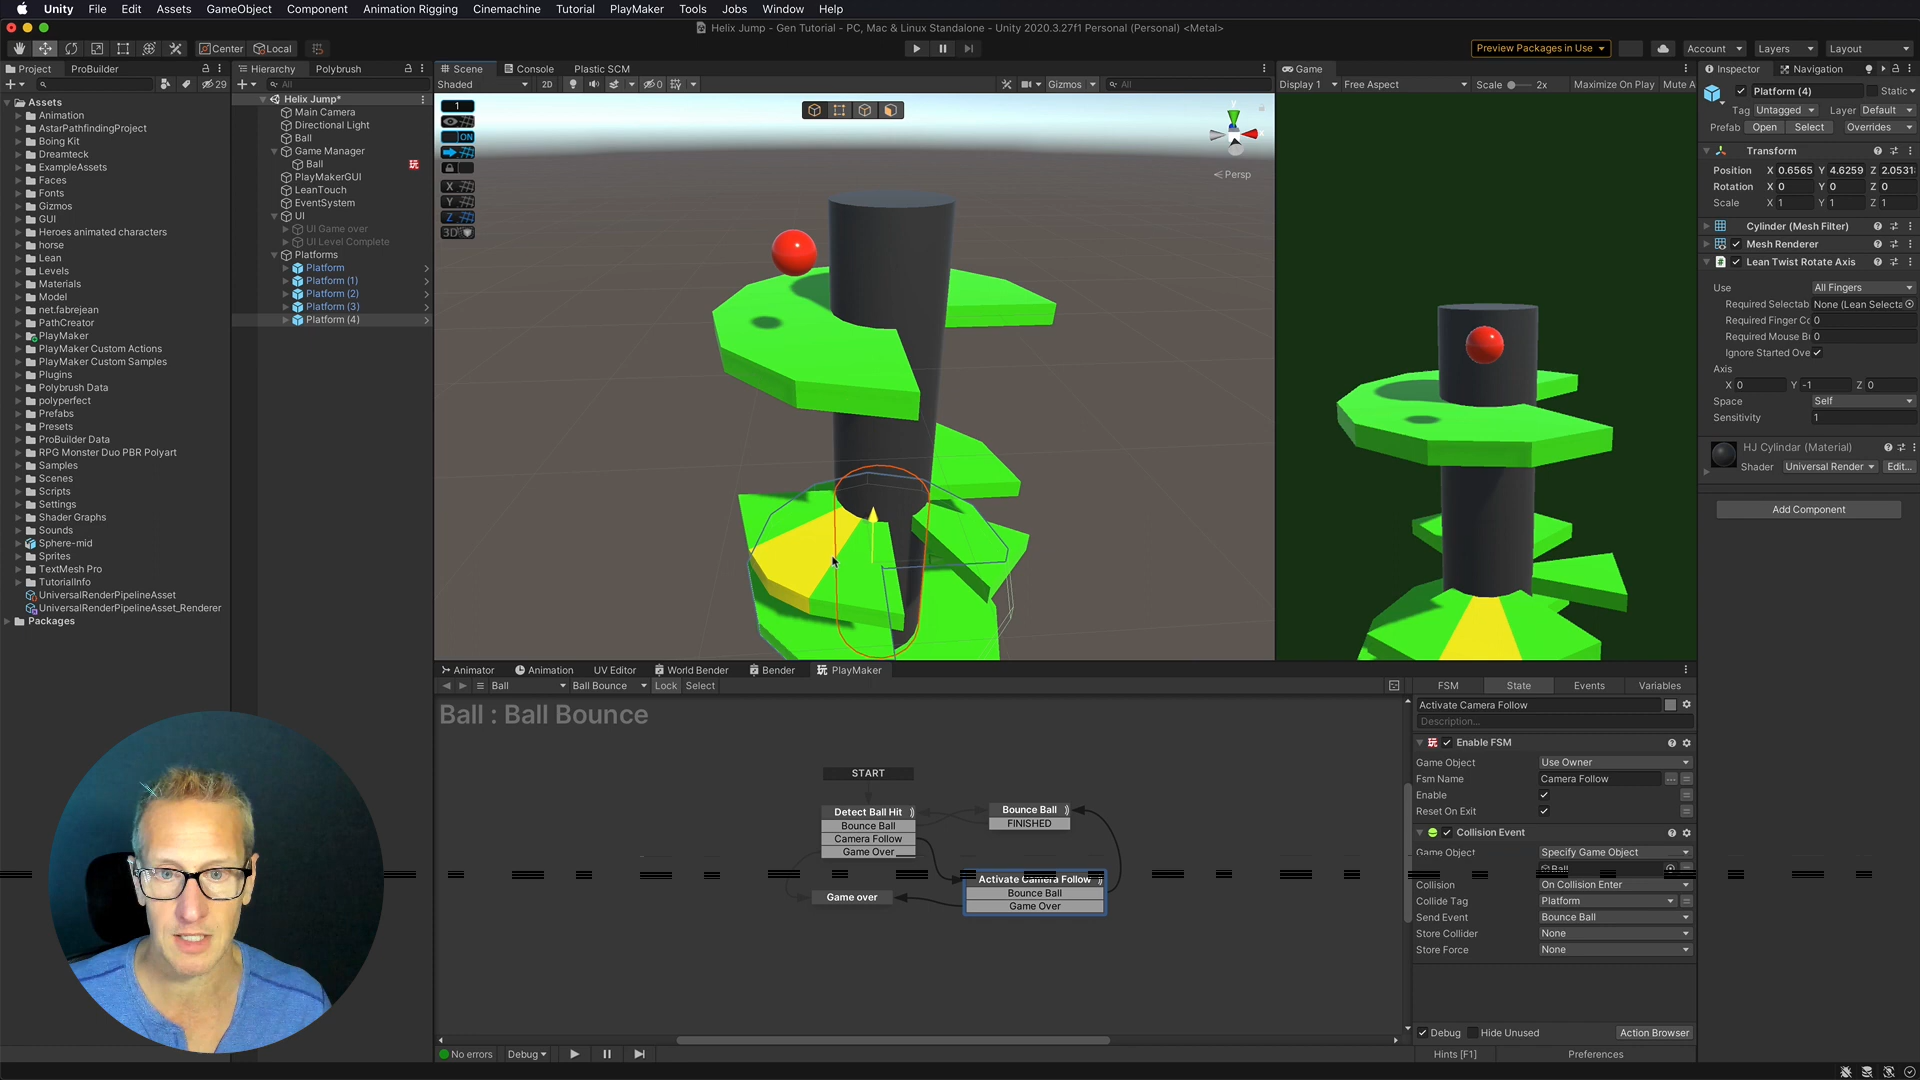 Unity File Edit Assets GameObject Component Animation Rigging Cinemachine Tutorial PlayMaker Tools Jobs Window Help
Helix Jump - Gen Tutorial - PC, Mac & Linux Standalone - Unity 2020.3.27f1 Personal (Personal) <Metal>
Center Local Preview Packages in Use Account Layers Layout
Project ProBuilder
29
Assets
Animation
AstarPathfindingProject
Boing Kit
Dreamteck
ExampleAssets
Faces
Fonts
Gizmos
GUI
Heroes animated characters
horse
Lean
Levels
Materials
Model
net.fabrejean
PathCreator
PlayMaker
PlayMaker Custom Actions
PlayMaker Custom Samples
Plugins
Polybrush Data
polyperfect
Prefabs
Presets
ProBuilder Data
RPG Monster Duo PBR Polyart
Samples
Scenes
Scripts
Settings
Shader Graphs
Sounds
Sphere-mid
Sprites
TextMesh Pro
TutorialInfo
UniversalRenderPipelineAsset
UniversalRenderPipelineAsset_Renderer
Packages
Hierarchy Polybrush
All
Helix Jump*
Main Camera
Directional Light
Ball
Game Manager
Ball
PlayMakerGUI
LeanTouch
EventSystem
UI
UI Game over
UI Level Complete
Platforms
Platform
Platform (1)
Platform (2)
Platform (3)
Platform (4)
Scene Console Plastic SCM
Shaded 2D 0 Gizmos All
1
ON
X
Y
Z
3D
y
x
Persp
Game
Display 1 Free Aspect Scale 2x Maximize On Play Mute A
Animator Animation UV Editor World Bender Bender PlayMaker
Ball Ball Bounce Lock Select
Ball : Ball Bounce
START
Detect Ball Hit
Bounce Ball
Camera Follow
Game Over
Bounce Ball
FINISHED
Game over
Activate Camera Follow
Bounce Ball
Game Over
No errors Debug
FSM State Events Variables
Activate Camera Follow
Description...
Enable FSM
Game Object Use Owner
Fsm Name Camera Follow
Enable
Reset On Exit
Collision Event
Game Object Specify Game Object
Ball
Collision On Collision Enter
Collide Tag Platform
Send Event Bounce Ball
Store Collider None
Store Force None
Debug Hide Unused Action Browser
Hints [F1] Preferences
Inspector Navigation
Platform (4) Static
Tag Untagged Layer Default
Prefab Open Select Overrides
Transform
Position X 0.6565 Y 4.6259 Z 2.0531
Rotation X 0 Y 0 Z 0
Scale X 1 Y 1 Z 1
Cylinder (Mesh Filter)
Mesh Renderer
Lean Twist Rotate Axis
Use All Fingers
Required Selectab None (Lean Selecta
Required Finger Co 0
Required Mouse Bu 0
Ignore Started Ove
Axis
X 0 Y -1 Z 0
Space Self
Sensitivity 1
HJ Cylindar (Material)
Shader Universal Render Edit...
Add Component